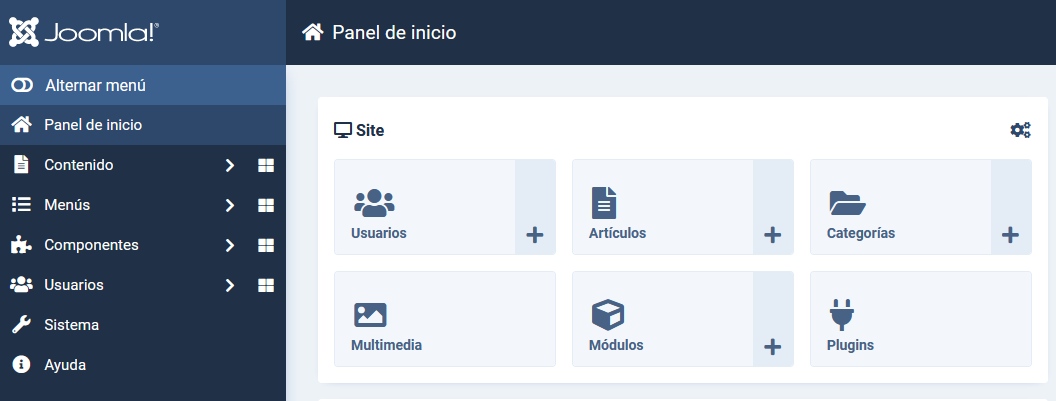 Joomla!®
Panel de inicio
Alternar menú
Panel de inicio
Contenido
Menús
Componentes
Usuarios
Sistema
Ayuda
Site
Usuarios
Artículos
Categorías
Multimedia
Módulos
Plugins